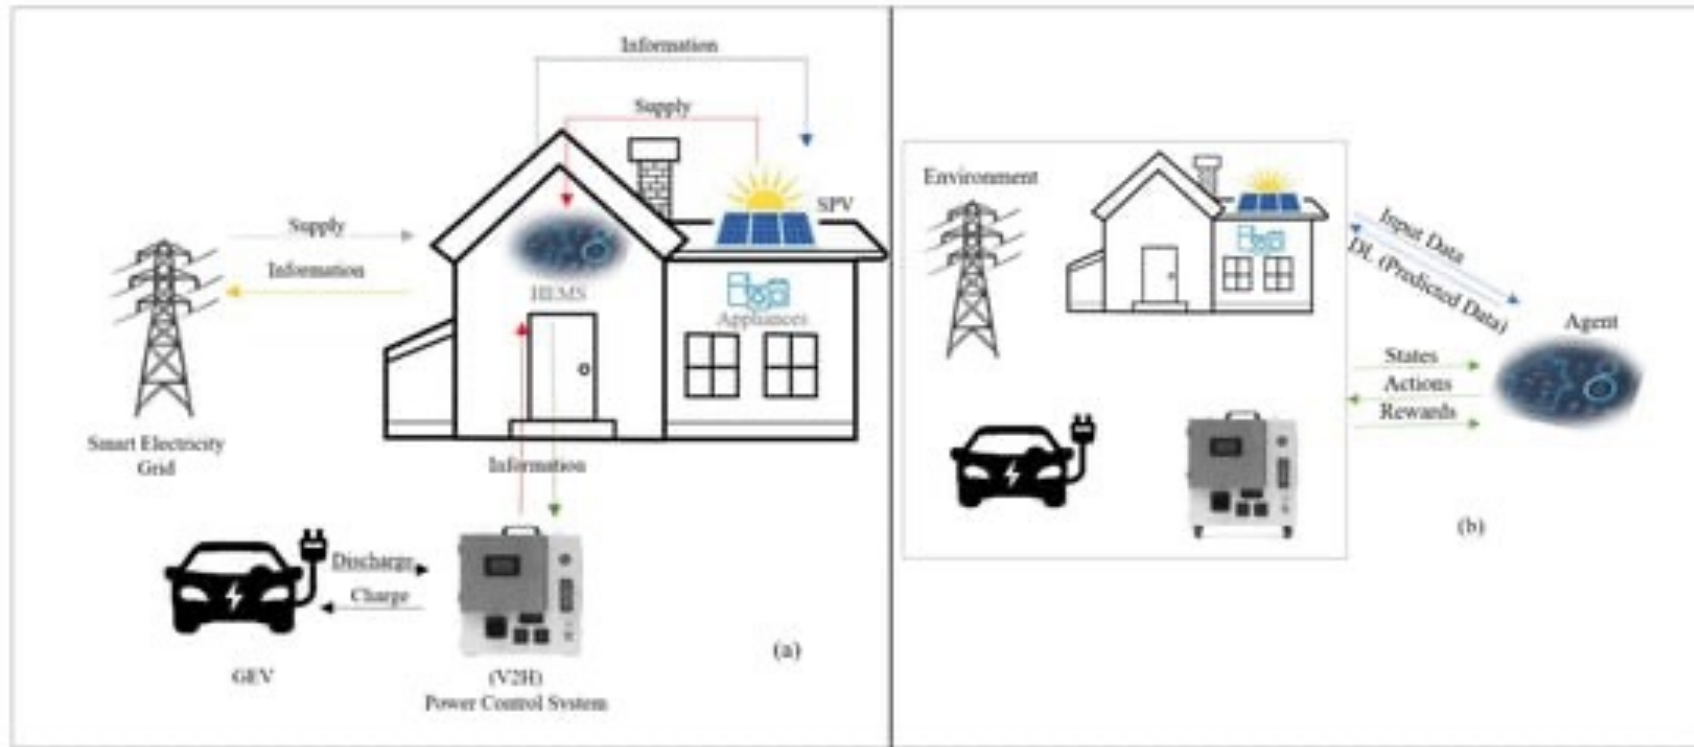 Information
Supply
SPV
Supply
Information
HEMS
Appliances
Smart Electricity
Grid
Information
Discharge
Charge
GEV
(V2H)
Power Control System
(a)
Environment
Input Data
DL (Predicted Data)
Agent
States
Actions
Rewards
(b)